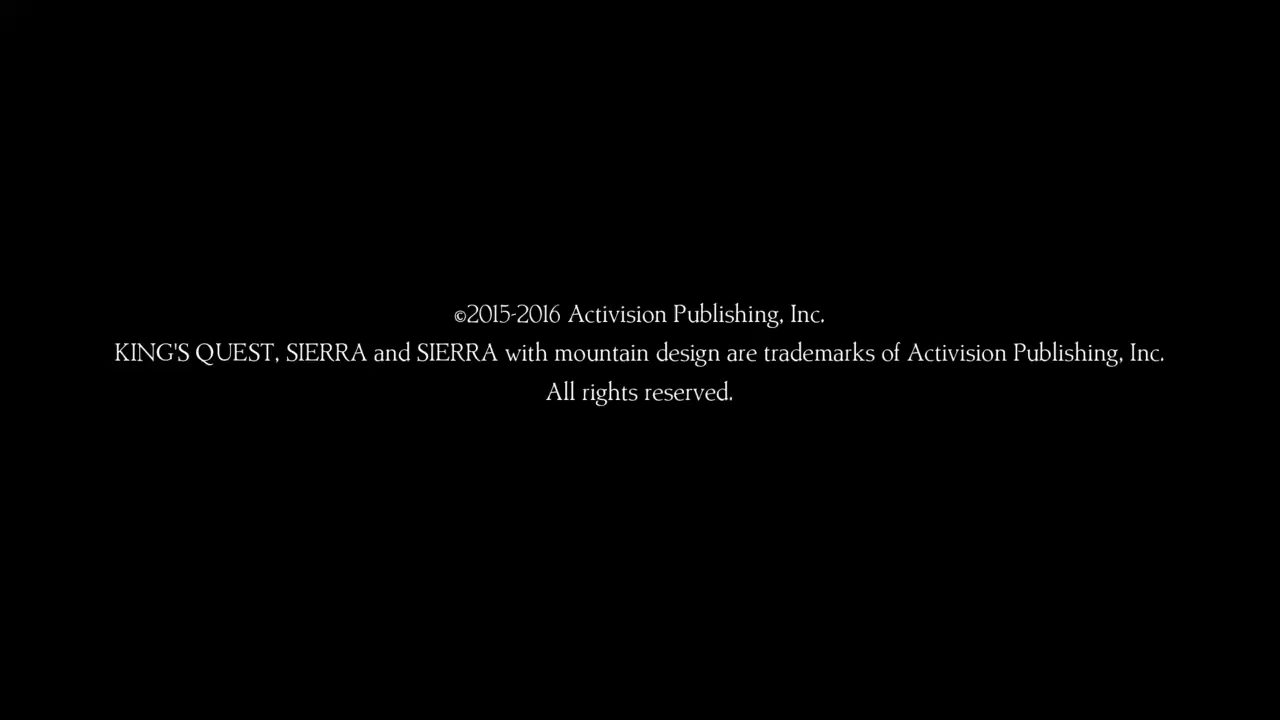 ©2015-2016 Activision Publishing, Inc.
KING'S QUEST, SIERRA and SIERRA with mountain design are trademarks of Activision Publishing, Inc.
All rights reserved.